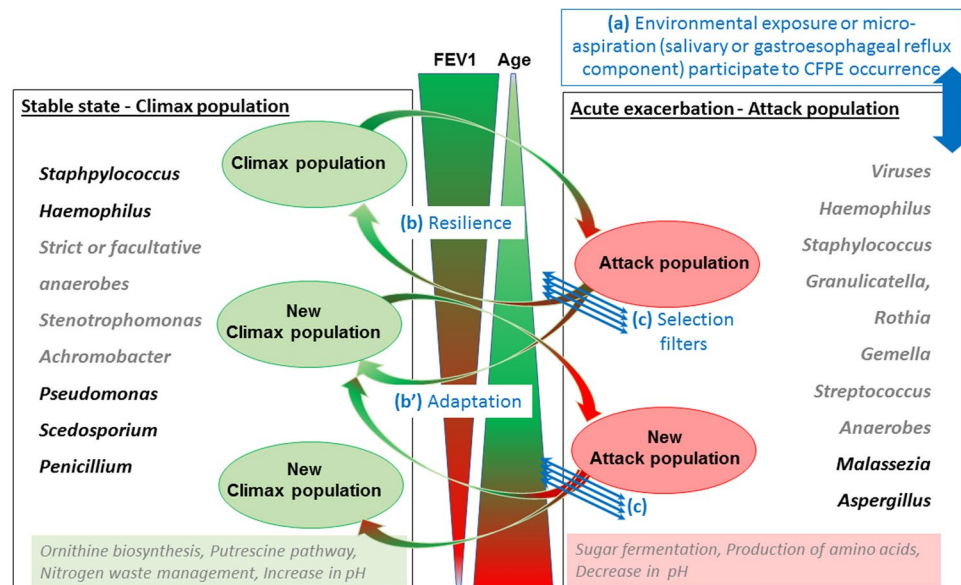 (a) Environmental exposure or micro-
aspiration (salivary or gastroesophageal reflux
component) participate to CFPE occurrence
FEV1 Age
Stable state - Climax population
Staphpylococcus
Haemophilus
Strict or facultative
anaerobes
Stenotrophomonas
Achromobacter
Pseudomonas
Scedosporium
Penicillium
Ornithine biosynthesis, Putrescine pathway,
Nitrogen waste management, Increase in pH
Climax population
New
Climax population
New
Climax population
(b) Resilience
(b') Adaptation
Acute exacerbation - Attack population
Attack population
(c) Selection
filters
New
Attack population
(c)
Viruses
Haemophilus
Staphylococcus
Granulicatella,
Rothia
Gemella
Streptococcus
Anaerobes
Malassezia
Aspergillus
Sugar fermentation, Production of amino acids,
Decrease in pH